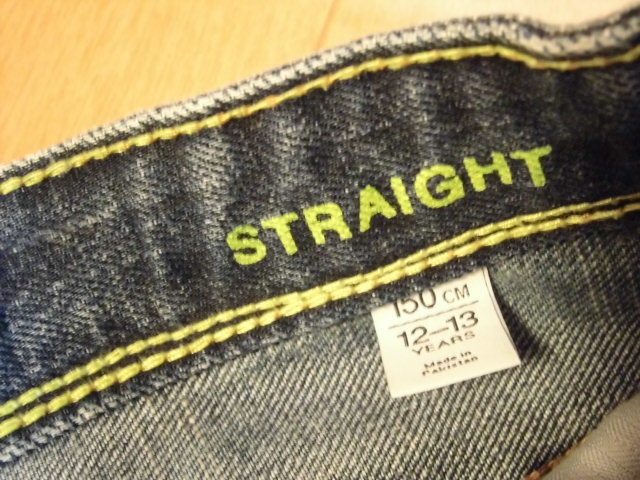 STRAIGHT
150 CM
12-13
YEARS
Made in
Pakistan